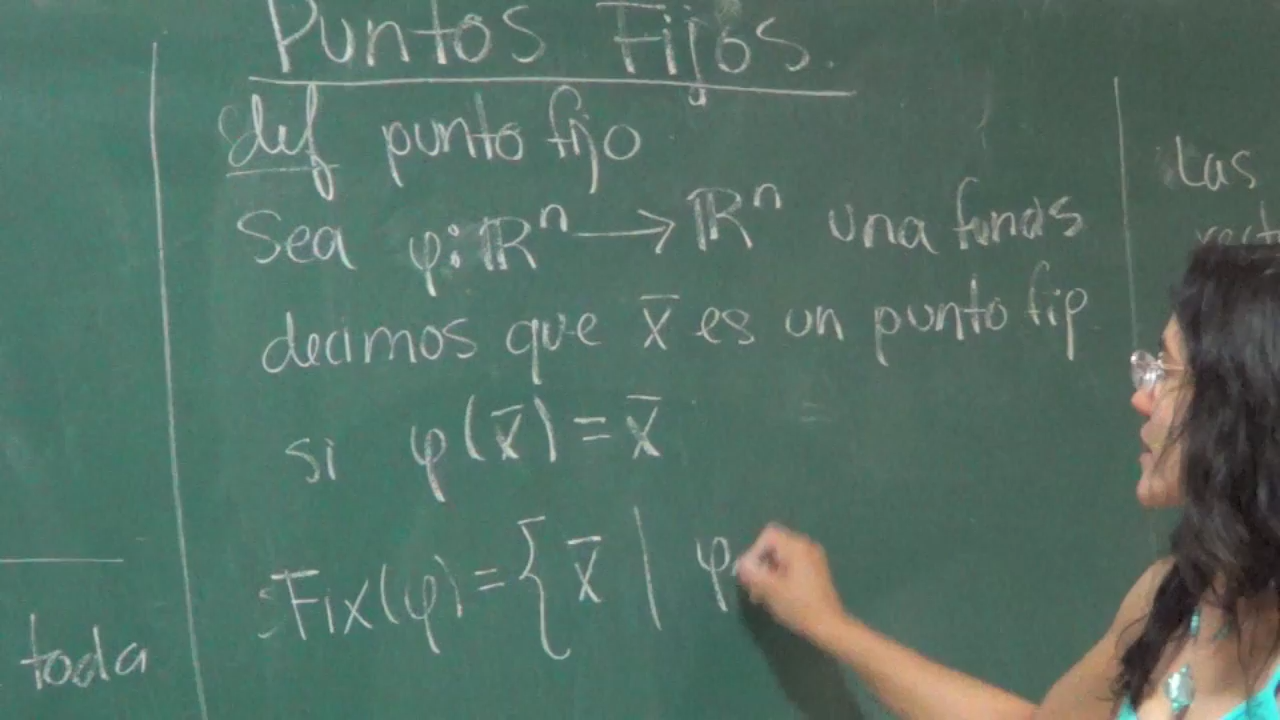 Puntos Fijos.
def punto fijo
Sea φ:ℝⁿ → ℝⁿ una
decimos que x̄ es un punto fijo
si φ(x̄) = x̄
Fix(φ) = { x̄ | φ
toda
Las